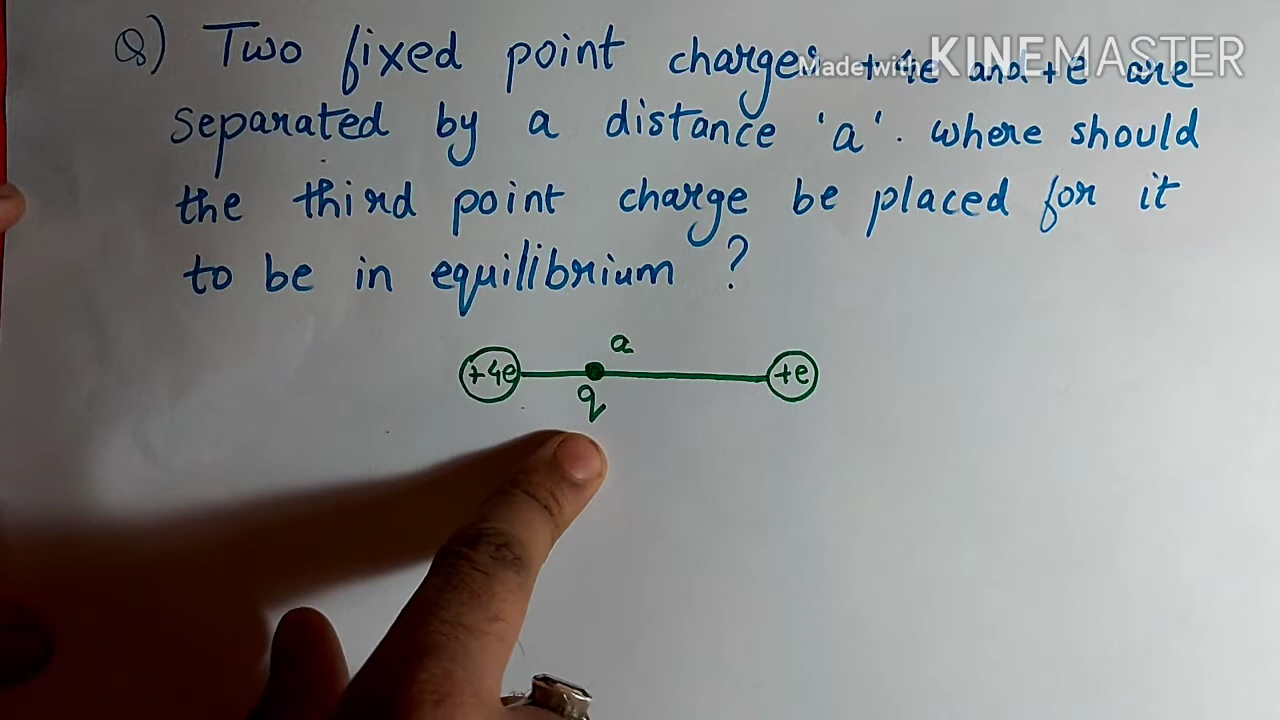 Q) Two fixed point charges +4e and +e are
Made with KINEMASTER
separated by a distance 'a'. where should
the third point charge be placed for it
to be in equilibrium ?
a
+4e +e
q